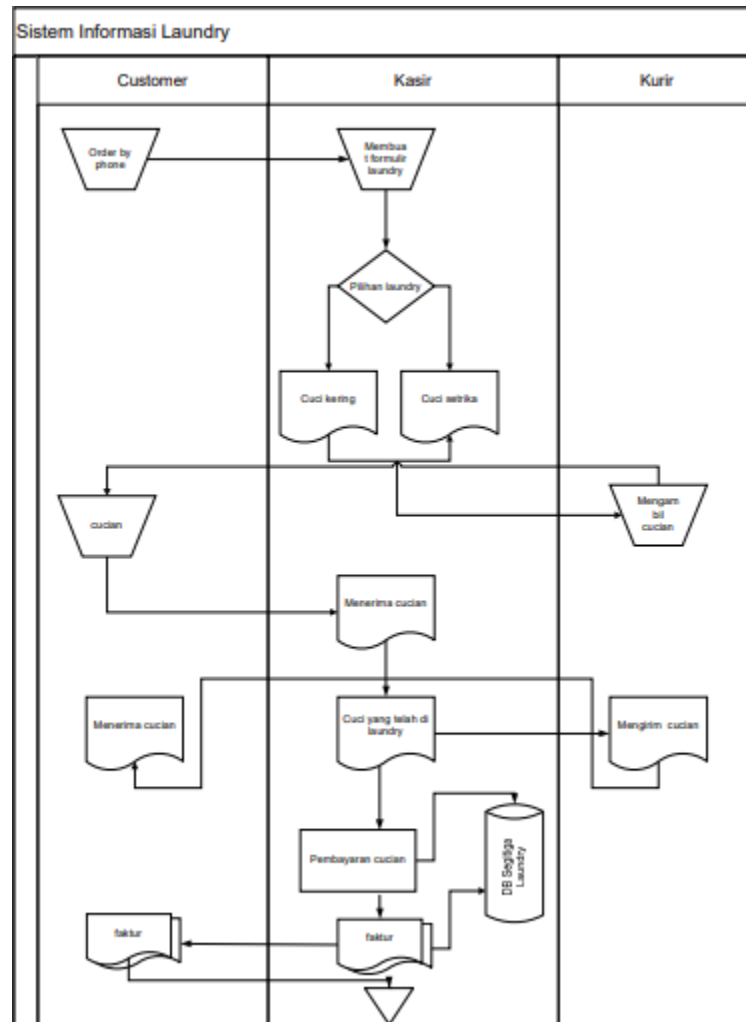 Sistem Informasi Laundry
Customer
Kasir
Kurir
Order by
phone
Membua
t formulir
laundry
Pilihan laundry
Cuci kering
Cuci setrika
cucian
Mengam
bil
cucian
Menerima cucian
Menerima cucian
Cuci yang telah di
laundry
Mengirim cucian
Pembayaran cucian
DB Segitiga
Laundry
faktur
faktur